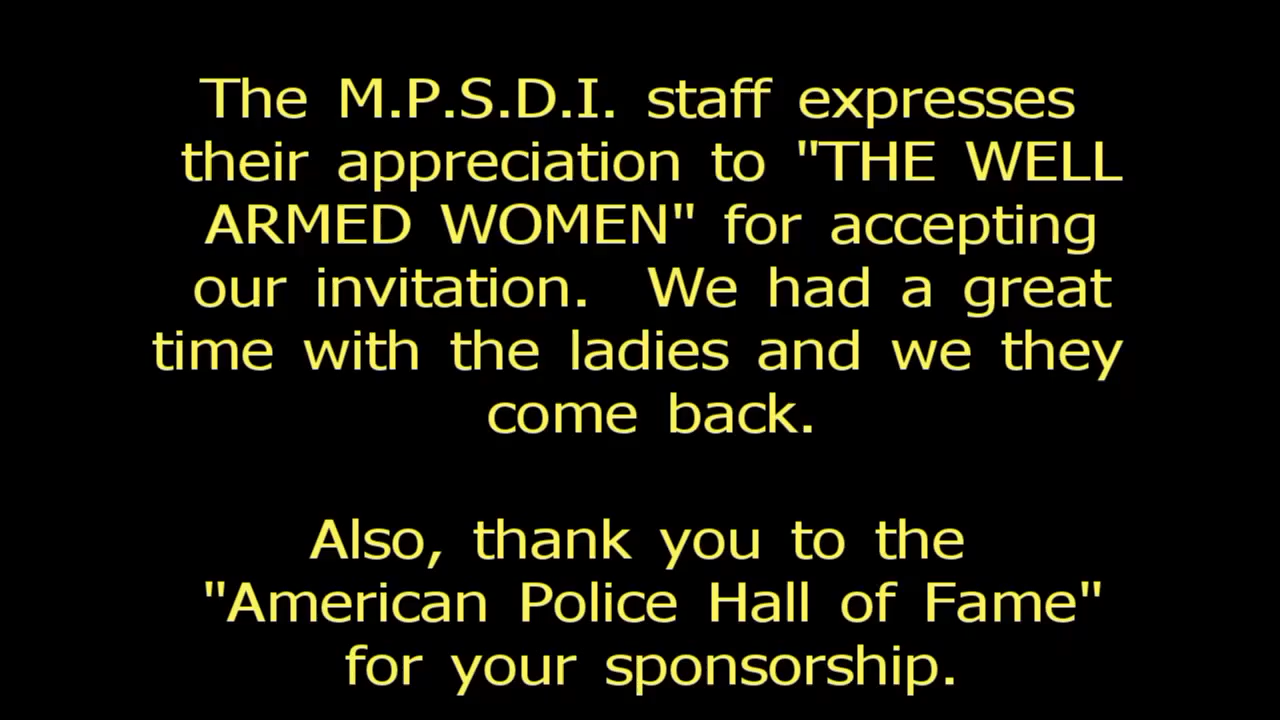 The M.P.S.D.I. staff expresses
their appreciation to "THE WELL
ARMED WOMEN" for accepting
our invitation.  We had a great
time with the ladies and we they
come back.
Also, thank you to the
"American Police Hall of Fame"
for your sponsorship.